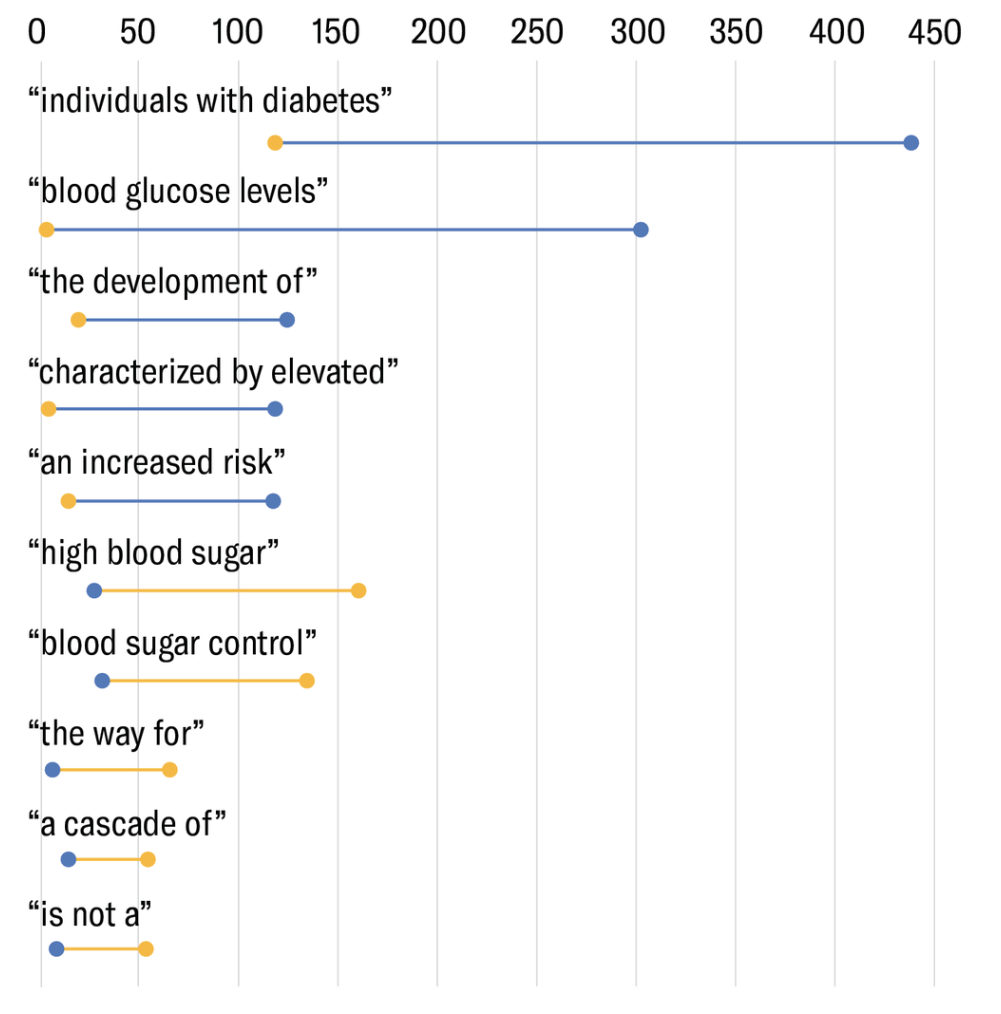 0 50 100 150 200 250 300 350 400 450
“individuals with diabetes”
“blood glucose levels”
“the development of”
“characterized by elevated”
“an increased risk”
“high blood sugar”
“blood sugar control”
“the way for”
“a cascade of”
“is not a”